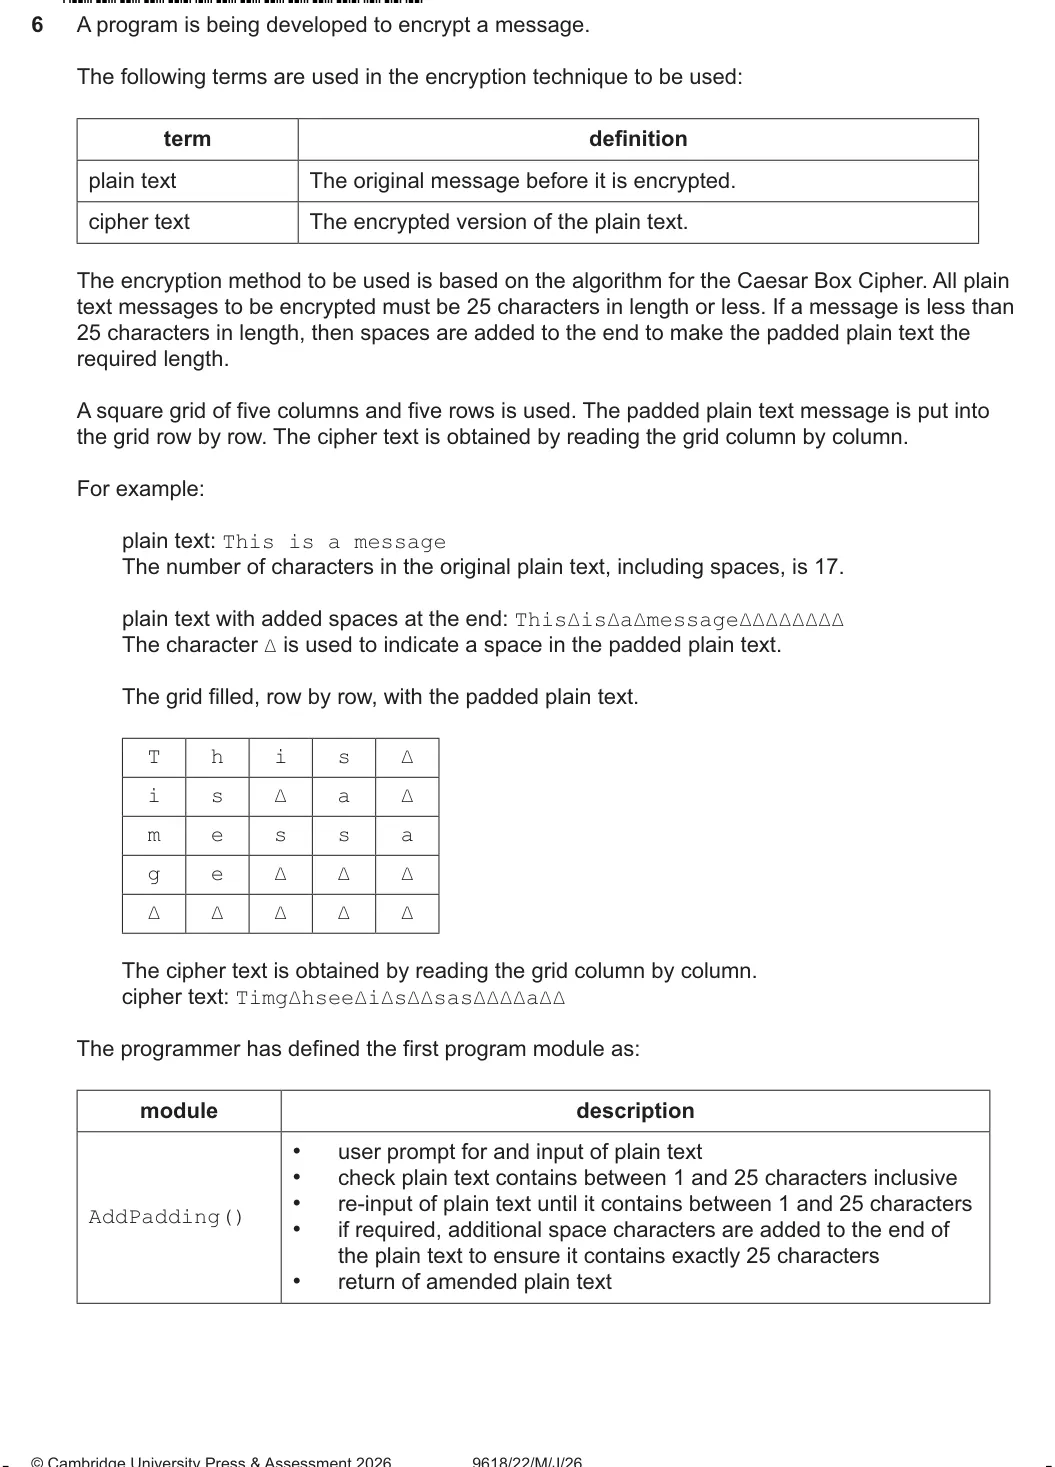 6 A program is being developed to encrypt a message.
The following terms are used in the encryption technique to be used:
term definition
plain text The original message before it is encrypted.
cipher text The encrypted version of the plain text.
The encryption method to be used is based on the algorithm for the Caesar Box Cipher. All plain
text messages to be encrypted must be 25 characters in length or less. If a message is less than
25 characters in length, then spaces are added to the end to make the padded plain text the
required length.
A square grid of five columns and five rows is used. The padded plain text message is put into
the grid row by row. The cipher text is obtained by reading the grid column by column.
For example:
plain text: This is a message
The number of characters in the original plain text, including spaces, is 17.
plain text with added spaces at the end: This∆is∆a∆message∆∆∆∆∆∆∆∆
The character ∆ is used to indicate a space in the padded plain text.
The grid filled, row by row, with the padded plain text.
T h i s ∆
i s ∆ a ∆
m e s s a
g e ∆ ∆ ∆
∆ ∆ ∆ ∆ ∆
The cipher text is obtained by reading the grid column by column.
cipher text: Timg∆hsee∆i∆s∆∆sas∆∆∆∆a∆∆
The programmer has defined the first program module as:
module description
AddPadding()
• user prompt for and input of plain text
• check plain text contains between 1 and 25 characters inclusive
• re-input of plain text until it contains between 1 and 25 characters
• if required, additional space characters are added to the end of
the plain text to ensure it contains exactly 25 characters
• return of amended plain text
© Cambridge University Press & Assessment 2026 9618/22/M/J/26